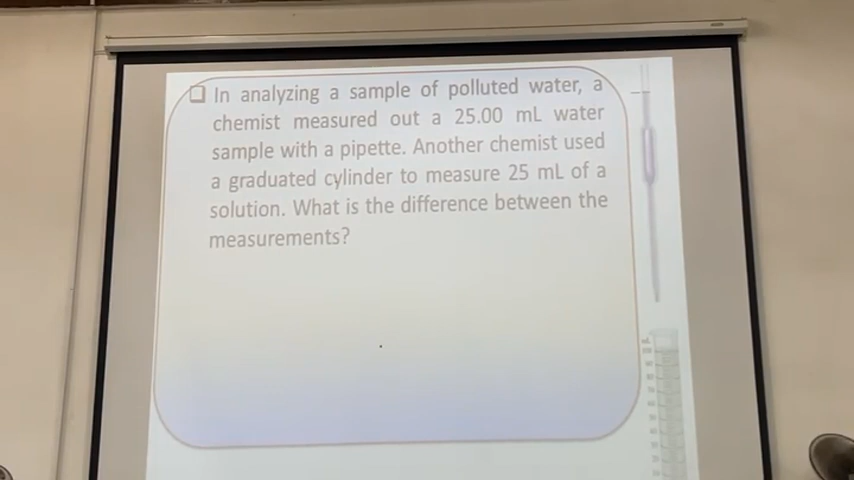 In analyzing a sample of polluted water, a
chemist measured out a 25.00 mL water
sample with a pipette. Another chemist used
a graduated cylinder to measure 25 mL of a
solution. What is the difference between the
measurements?